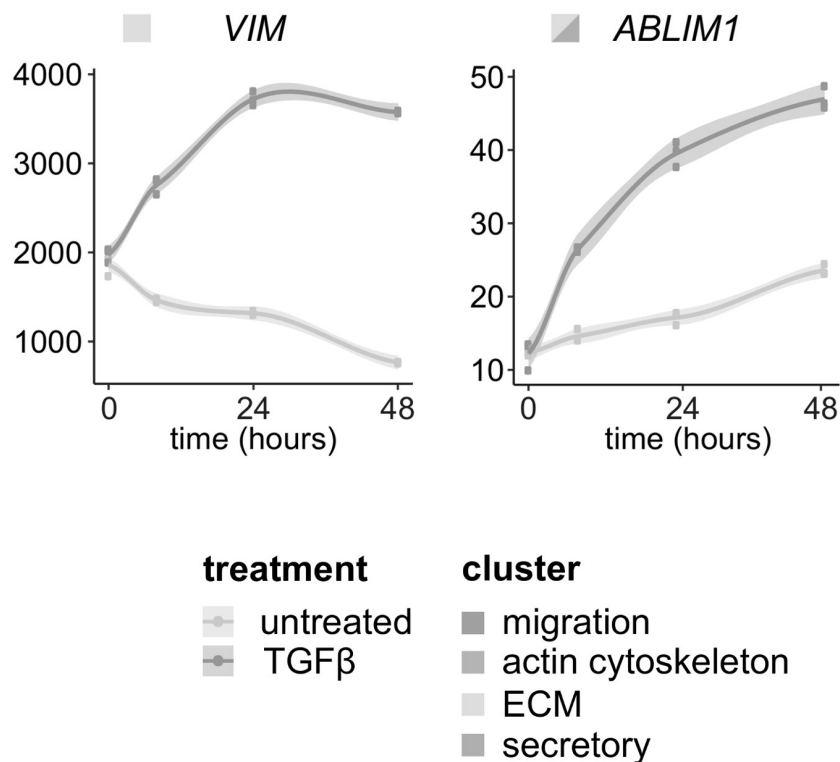 VIM
ABLIM1
4000
3000
2000
1000
0 24 48
time (hours)
50
40
30
20
10
0 24 48
time (hours)
treatment
untreated
TGFβ
cluster
migration
actin cytoskeleton
ECM
secretory